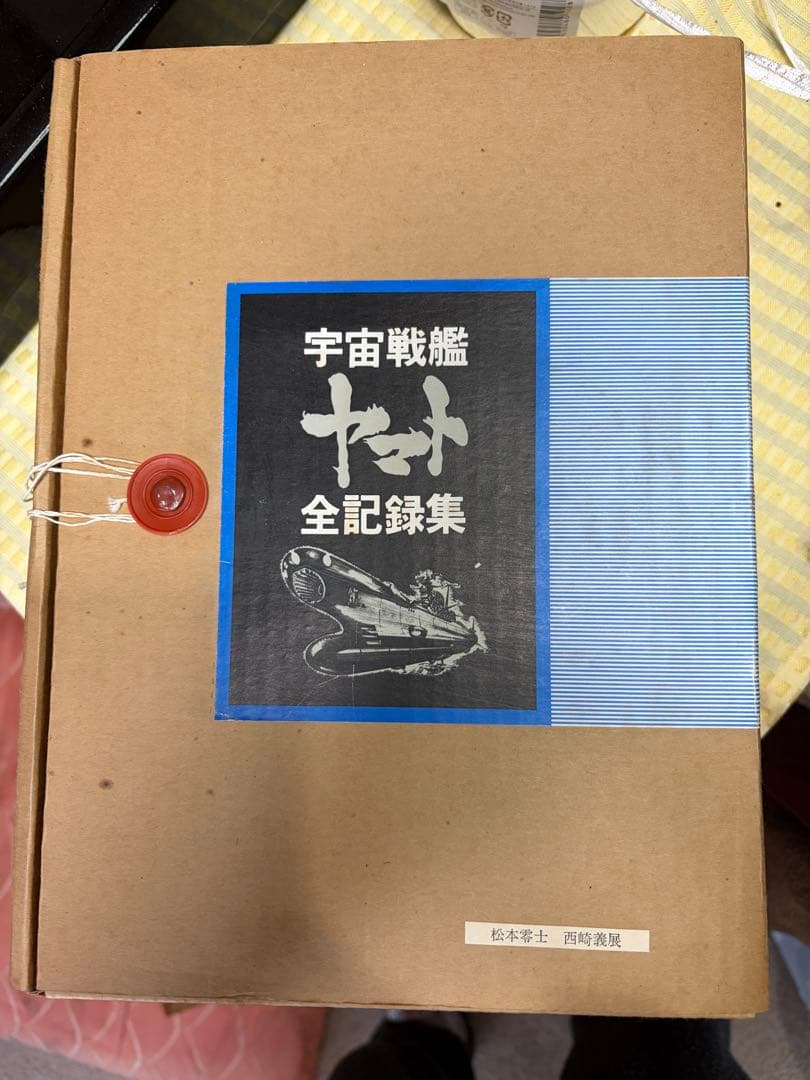 宇宙戦艦
ヤマト
全記録集
松本零士 西崎義展